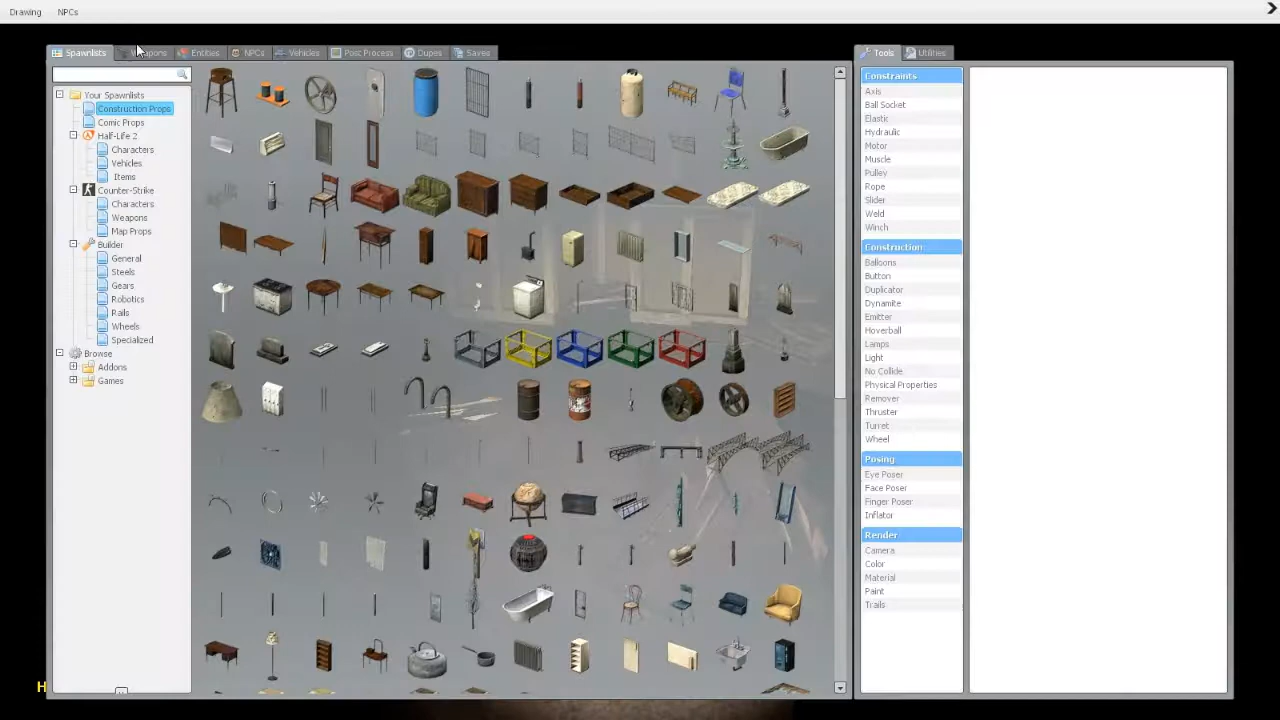 Drawing NPCs
Spawnlists Weapons Entities NPCs Vehicles Post Process Dupes Saves
Tools Utilities
Your Spawnlists
Construction Props
Comic Props
Half-Life 2
Characters
Vehicles
Items
Counter-Strike
Characters
Weapons
Map Props
Builder
General
Steels
Gears
Robotics
Rails
Wheels
Specialized
Browse
Addons
Games
Constraints
Axis
Ball Socket
Elastic
Hydraulic
Motor
Muscle
Pulley
Rope
Slider
Weld
Winch
Construction
Balloons
Button
Duplicator
Dynamite
Emitter
Hoverball
Lamps
Light
No Collide
Physical Properties
Remover
Thruster
Turret
Wheel
Posing
Eye Poser
Face Poser
Finger Poser
Inflator
Render
Camera
Color
Material
Paint
Trails
H